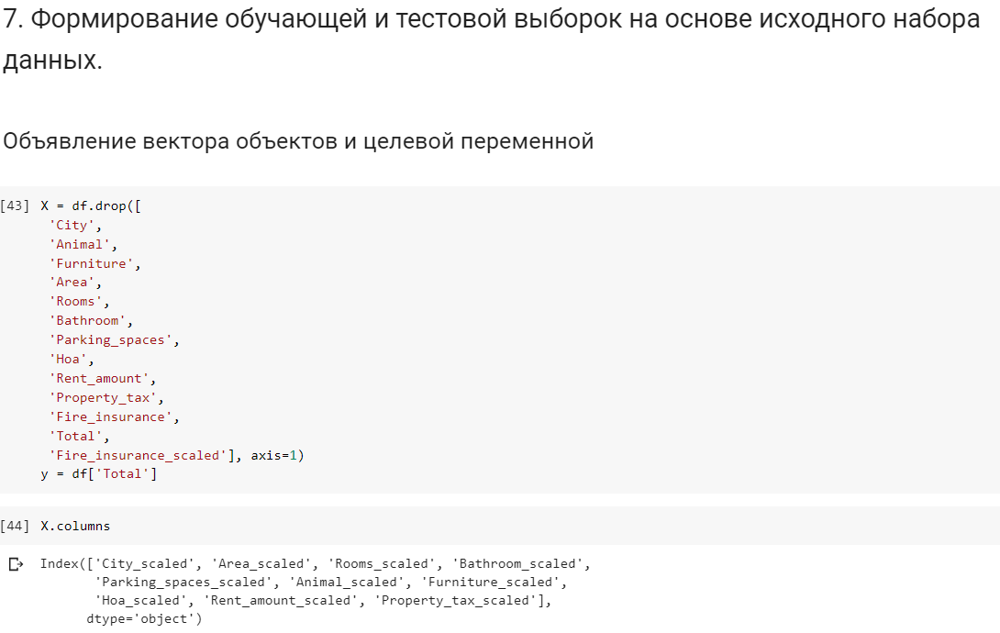 7. Формирование обучающей и тестовой выборок на основе исходного набора
данных.
Объявление вектора объектов и целевой переменной
[43] X = df.drop([
'City',
'Animal',
'Furniture',
'Area',
'Rooms',
'Bathroom',
'Parking_spaces',
'Hoa',
'Rent_amount',
'Property_tax',
'Fire_insurance',
'Total',
'Fire_insurance_scaled'], axis=1)
y = df['Total']
[44] X.columns
Index(['City_scaled', 'Area_scaled', 'Rooms_scaled', 'Bathroom_scaled',
'Parking_spaces_scaled', 'Animal_scaled', 'Furniture_scaled',
'Hoa_scaled', 'Rent_amount_scaled', 'Property_tax_scaled'],
dtype='object')